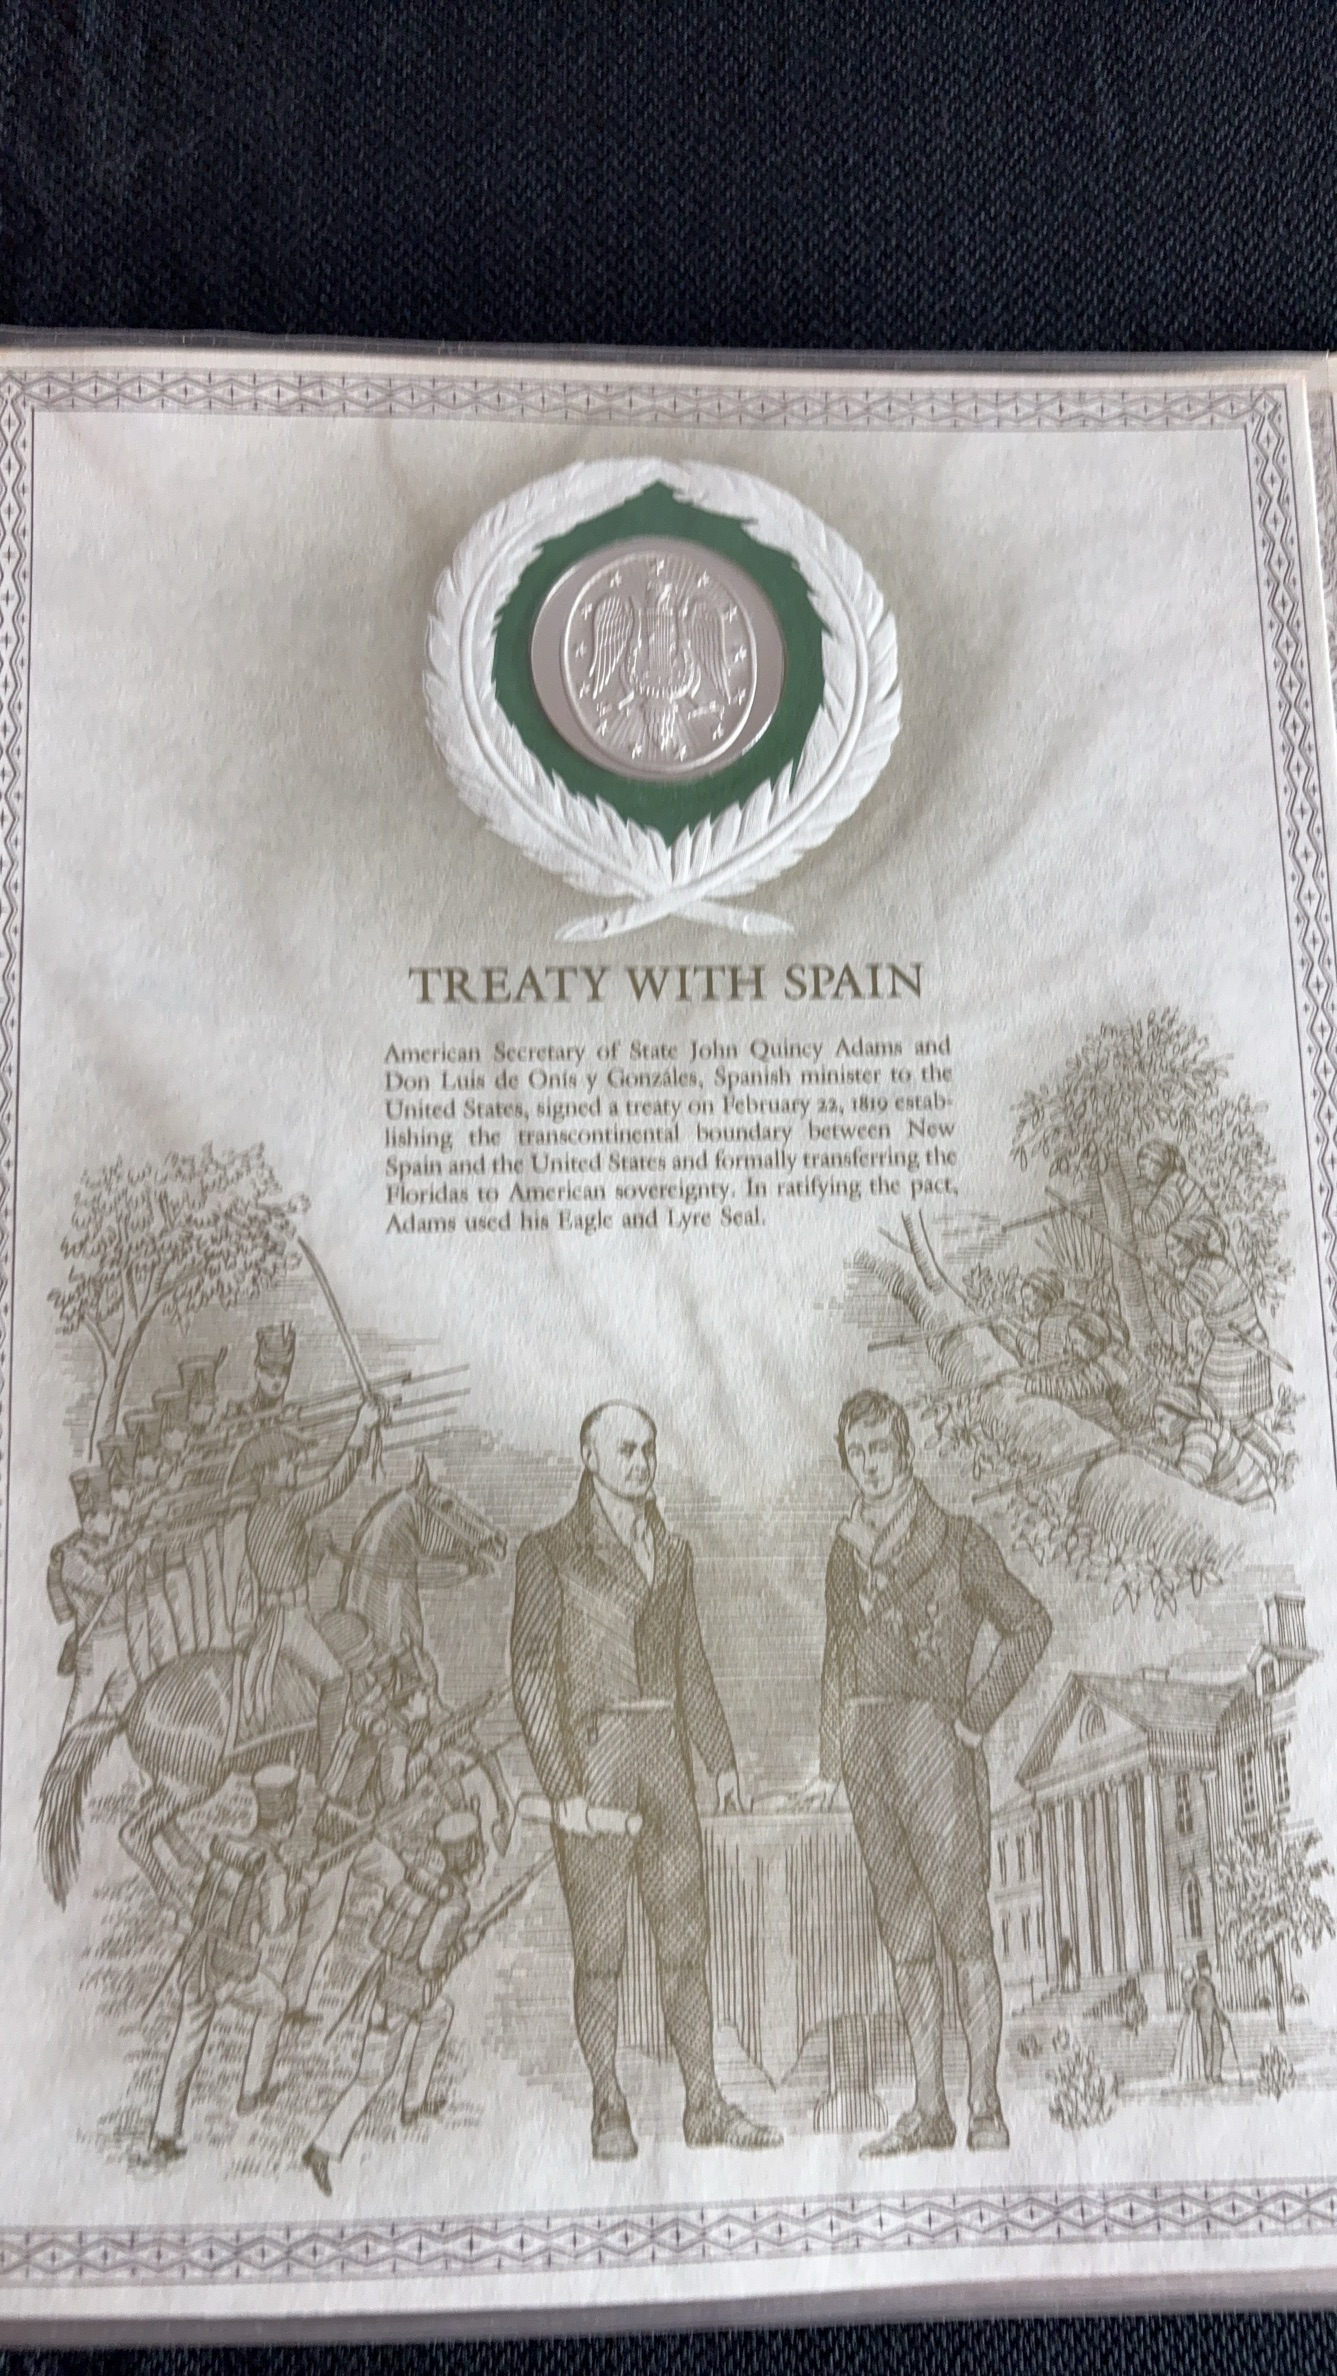 TREATY WITH SPAIN
American Secretary of State John Quincy Adams and
Don Luis de Onís y Gonzáles, Spanish minister to the
United States, signed a treaty on February 22, 1819 estab-
lishing the transcontinental boundary between New
Spain and the United States and formally transferring the
Floridas to American sovereignty. In ratifying the pact,
Adams used his Eagle and Lyre Seal.